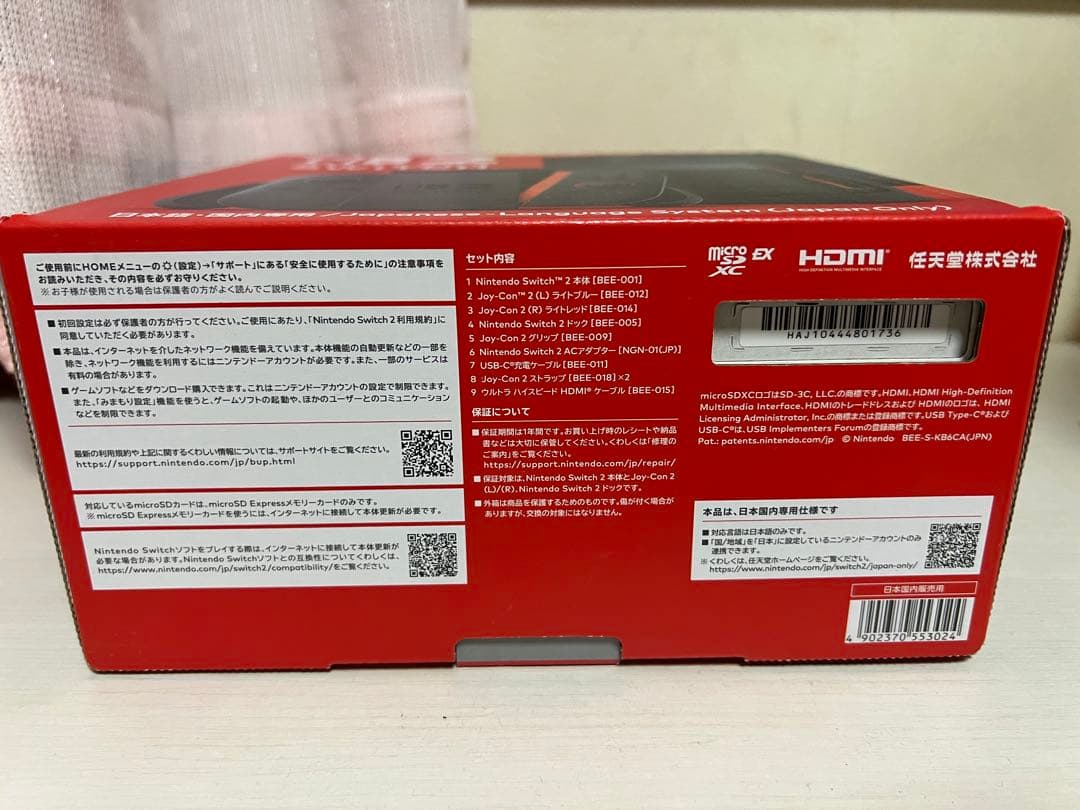 日本語・国内専用 / Japanese-Language System (Japan Only)
ご使用前にHOMEメニューの(設定)→「サポート」にある「安全に使用するために」の注意事項を
お読みいただき、その内容を必ずお守りください。
※お子様が使用される場合は保護者の方がよく読んでご説明ください。
■初回設定は必ず保護者の方が行ってください。ご使用にあたり、「Nintendo Switch 2 利用規約」に
同意していただく必要があります。
■本品は、インターネットを介したネットワーク機能を備えています。本体機能の自動更新などの一部を
除き、ネットワーク機能を利用するにはニンテンドーアカウントが必要です。また、一部のサービスは
有料の場合があります。
■ゲームソフトなどをダウンロード購入できます。これはニンテンドーアカウントの設定で制限できます。
また、「みまもり設定」機能を使うと、ゲームソフトの起動や、ほかのユーザーとのコミュニケーション
などを制限できます。
最新の利用規約や上記に関するくわしい情報については、サポートサイトをご覧ください。
https://support.nintendo.com/jp/bup.html
対応しているmicroSDカードは、microSD Expressメモリーカードのみです。
※microSD Expressメモリーカードを使うには、インターネットに接続して本体更新が必要です。
Nintendo Switchソフトをプレイする際は、インターネットに接続して本体更新が
必要な場合があります。Nintendo Switchソフトとの互換性についてくわしくは、
https://www.nintendo.com/jp/switch2/compatibility/をご覧ください。
セット内容
1 Nintendo Switch™ 2 本体 [BEE-001]
2 Joy-Con™ 2 (L) ライトブルー [BEE-012]
3 Joy-Con 2 (R) ライトレッド [BEE-014]
4 Nintendo Switch 2 ドック [BEE-005]
5 Joy-Con 2 グリップ [BEE-009]
6 Nintendo Switch 2 ACアダプター [NGN-01(JP)]
7 USB-C®充電ケーブル [BEE-011]
8 Joy-Con 2 ストラップ [BEE-018]×2
9 ウルトラ ハイスピード HDMI® ケーブル [BEE-015]
保証について
■保証期間は1年間です。お買い上げ時のレシートや納品
書などは大切に保管してください。くわしくは「修理の
ご案内」をご覧ください。
https://support.nintendo.com/jp/repair/
■保証対象は、Nintendo Switch 2 本体とJoy-Con 2
(L)/(R)、Nintendo Switch 2 ドックです。
■外箱は商品を保護するためのものです。傷が付く場合が
ありますが、交換の対象にはなりません。
micro SD XC EX
HDMI®
HIGH-DEFINITION MULTIMEDIA INTERFACE
任天堂株式会社
HAJ10444801736
microSDXCロゴはSD-3C, LLC.の商標です。HDMI、HDMI High-Definition
Multimedia Interface、HDMIのトレードドレスおよび HDMIのロゴは、HDMI
Licensing Administrator, Inc.の商標または登録商標です。USB Type-C®および
USB-C®は、USB Implementers Forumの登録商標です。
Pat.: patents.nintendo.com/jp © Nintendo BEE-S-KB6CA(JPN)
本品は、日本国内専用仕様です
■対応言語は日本語のみです。
■「国/地域」を「日本」に設定しているニンテンドーアカウントのみ
連携できます。
※くわしくは、任天堂ホームページをご覧ください。
https://www.nintendo.com/jp/switch2/japan-only/
日本国内販売用
4 902370 553024